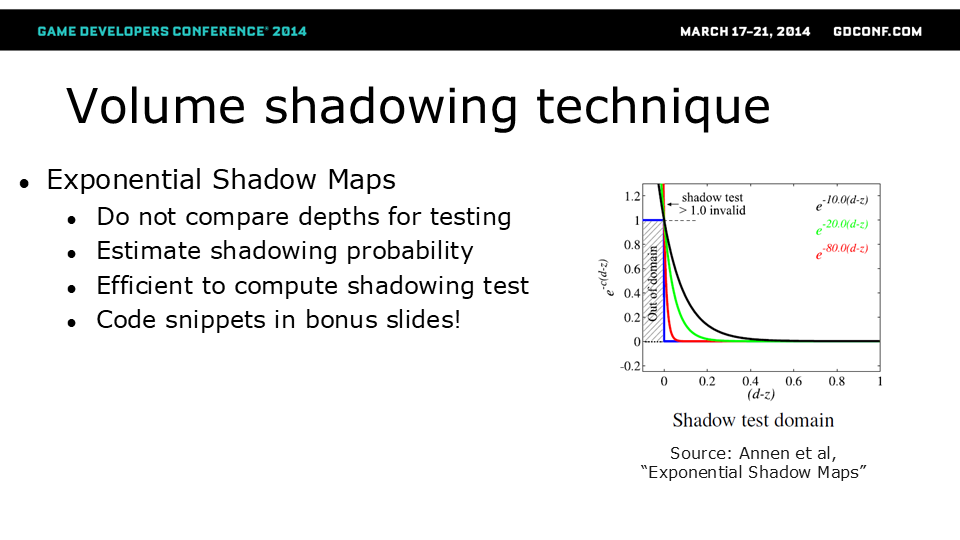 GAME DEVELOPERS CONFERENCE® 2014 MARCH 17–21, 2014 GDCONF.COM
Volume shadowing technique
● Exponential Shadow Maps
● Do not compare depths for testing
● Estimate shadowing probability
● Efficient to compute shadowing test
● Code snippets in bonus slides!
1.2
1
0.8
0.6
0.4
0.2
0
-0.2
e^-c(d-z)
Out of domain
shadow test
> 1.0 invalid
e^-10.0(d-z)
e^-20.0(d-z)
e^-80.0(d-z)
0 0.2 0.4 0.6 0.8 1
(d-z)
Shadow test domain
Source: Annen et al,
“Exponential Shadow Maps”